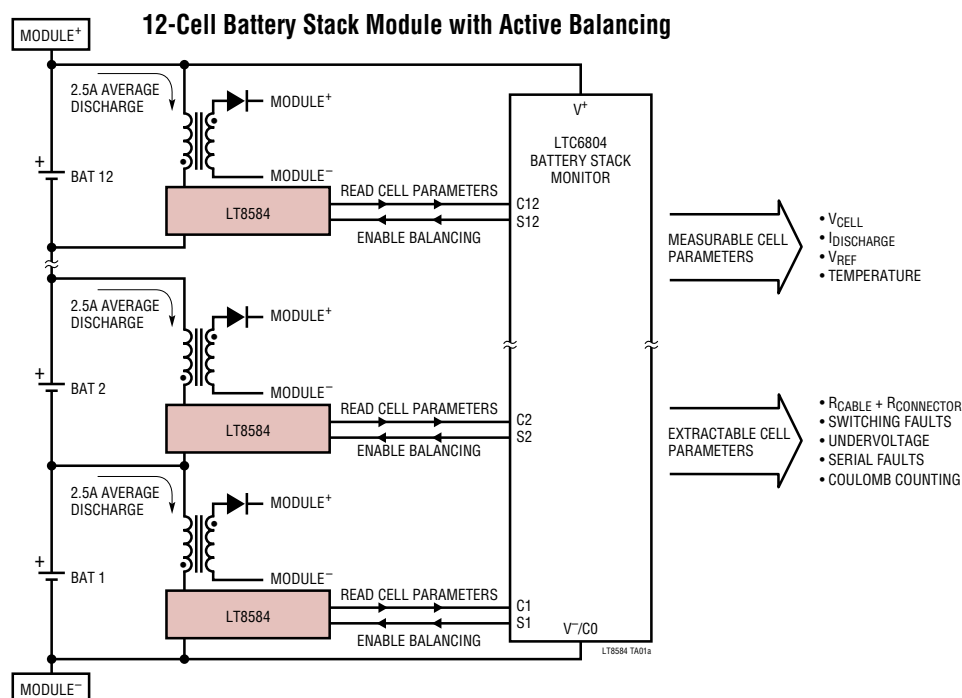 12-Cell Battery Stack Module with Active Balancing
MODULE+
2.5A AVERAGE
DISCHARGE
MODULE+
+
BAT 12
MODULE–
LT8584
READ CELL PARAMETERS
ENABLE BALANCING
2.5A AVERAGE
DISCHARGE
MODULE+
+
BAT 2
MODULE–
LT8584
READ CELL PARAMETERS
ENABLE BALANCING
2.5A AVERAGE
DISCHARGE
MODULE+
+
BAT 1
MODULE–
LT8584
READ CELL PARAMETERS
ENABLE BALANCING
MODULE–
V+
LTC6804
BATTERY STACK
MONITOR
C12
S12
C2
S2
C1
S1
V–/C0
LT8584 TA01a
MEASURABLE CELL
PARAMETERS
• VCELL
• IDISCHARGE
• VREF
• TEMPERATURE
EXTRACTABLE CELL
PARAMETERS
• RCABLE + RCONNECTOR
• SWITCHING FAULTS
• UNDERVOLTAGE
• SERIAL FAULTS
• COULOMB COUNTING